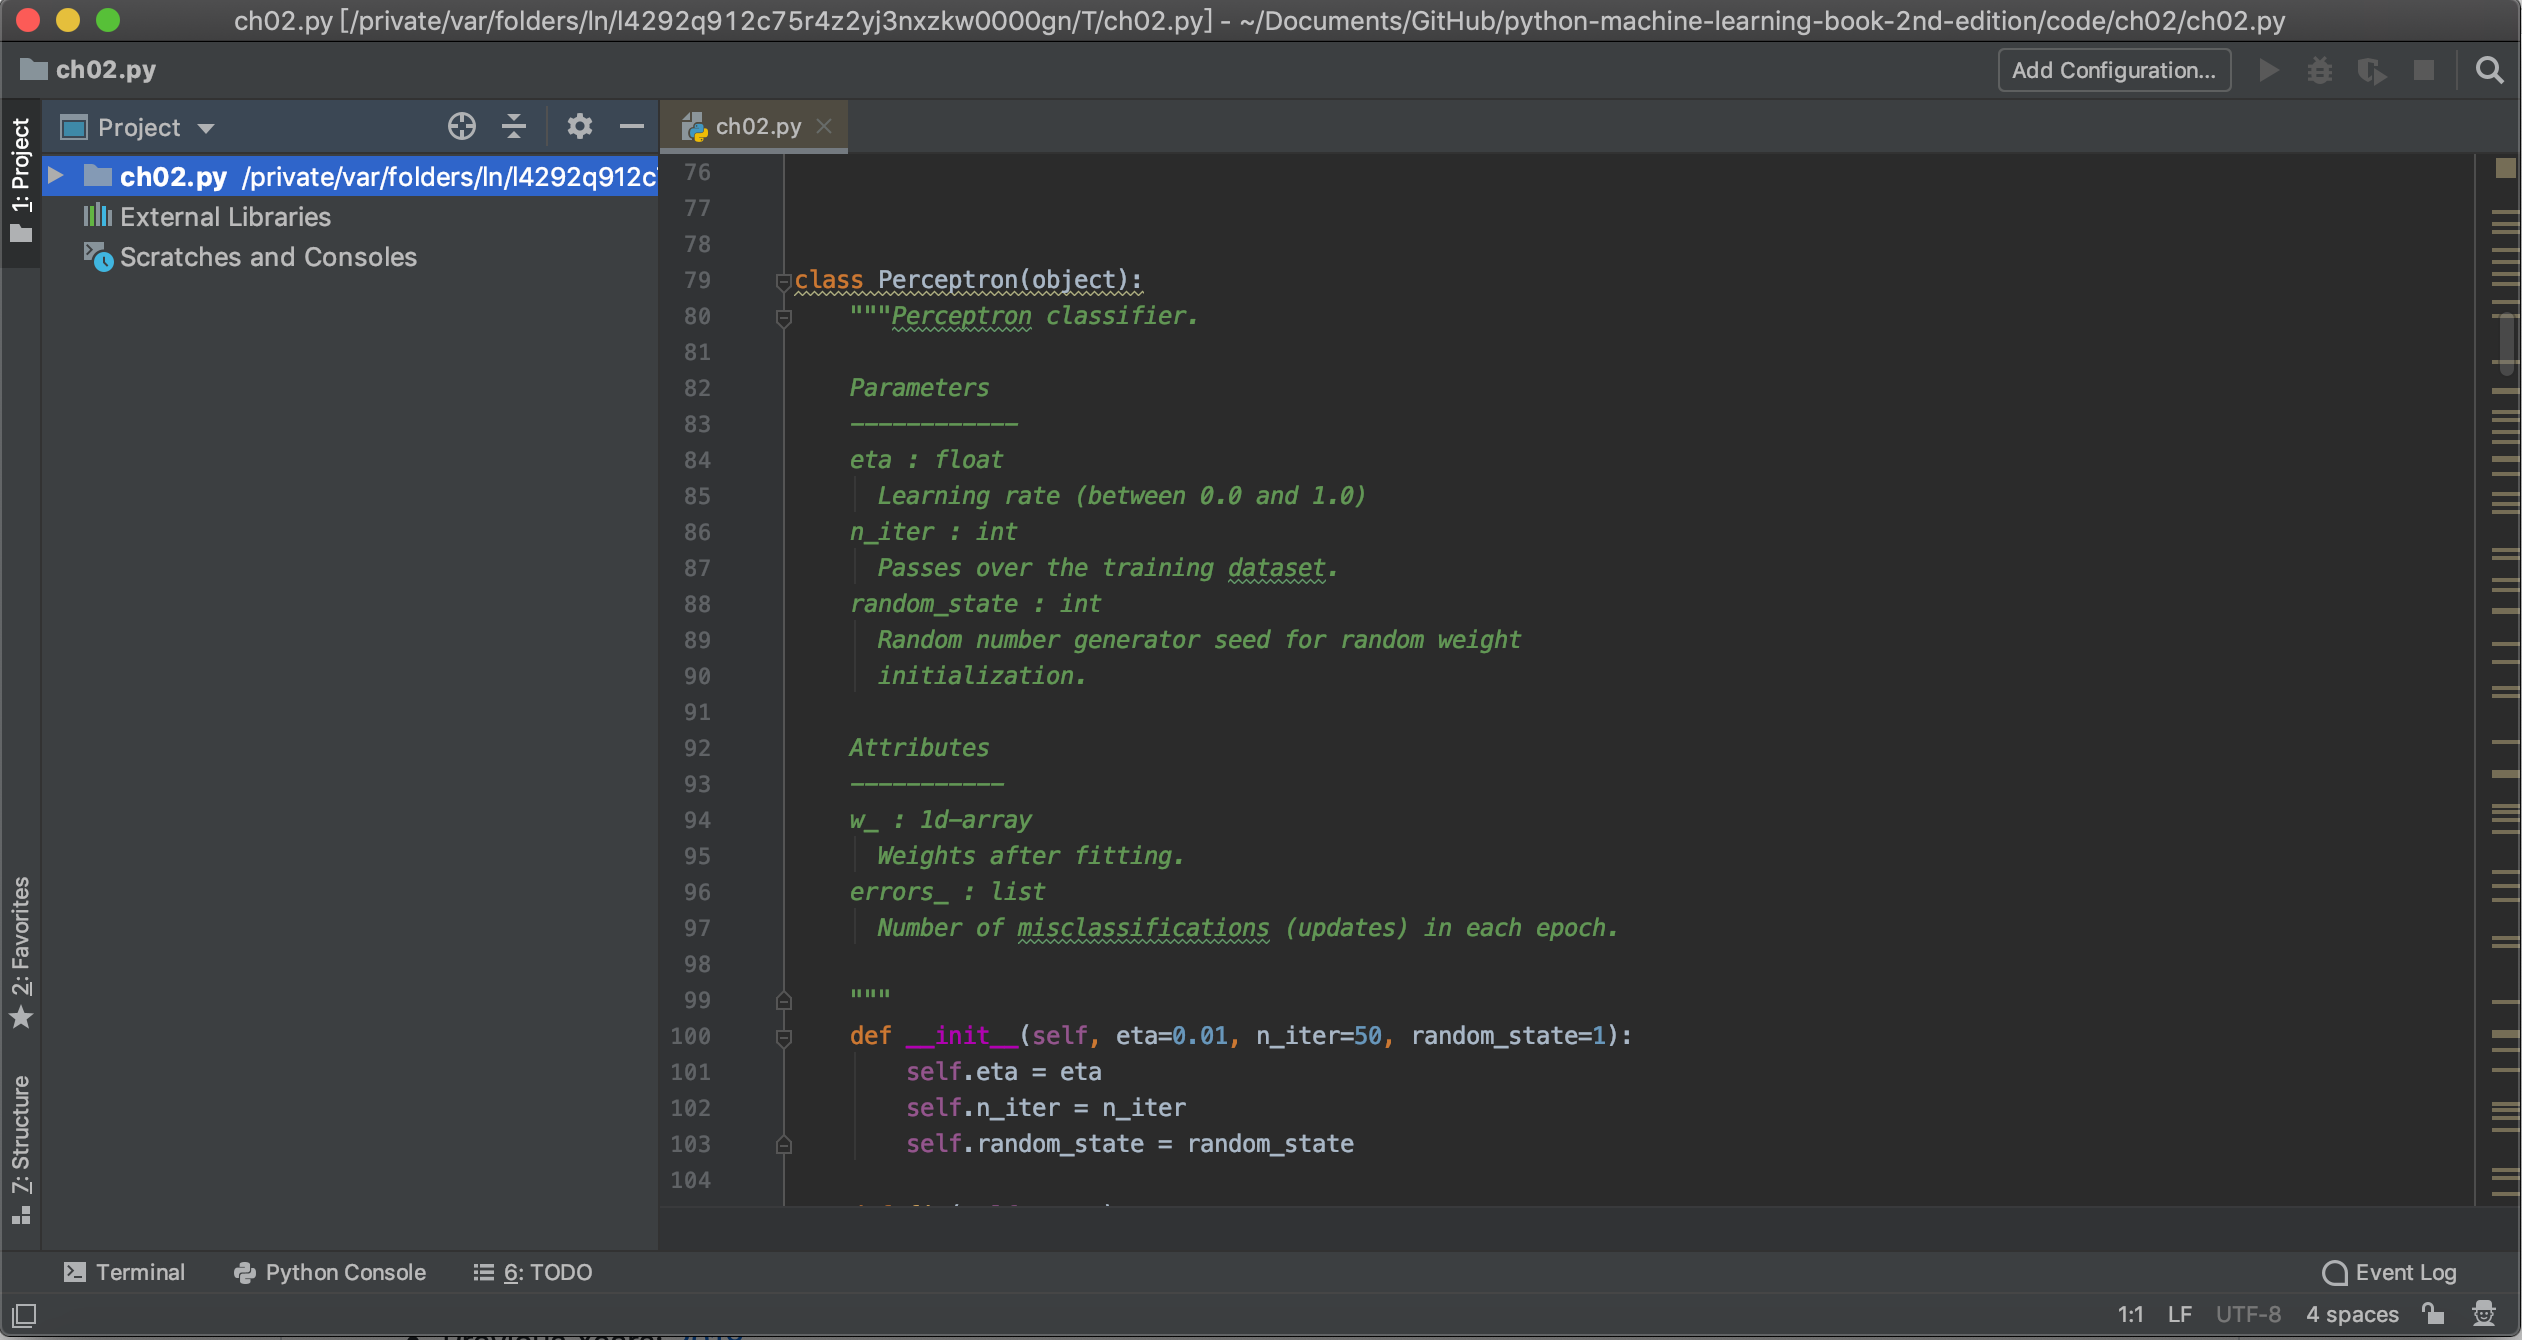 ch02.py [/private/var/folders/ln/l4292q912c75r4z2yj3nxzkw0000gn/T/ch02.py] - ~/Documents/GitHub/python-machine-learning-book-2nd-edition/code/ch02/ch02.py
ch02.py
Add Configuration...
1: Project
Project
ch02.py /private/var/folders/ln/l4292q912c
External Libraries
Scratches and Consoles
2: Favorites
7: Structure
ch02.py
76
77
78
79 class Perceptron(object):
80 """Perceptron classifier.
81
82 Parameters
83 ------------
84 eta : float
85 Learning rate (between 0.0 and 1.0)
86 n_iter : int
87 Passes over the training dataset.
88 random_state : int
89 Random number generator seed for random weight
90 initialization.
91
92 Attributes
93 -----------
94 w_ : 1d-array
95 Weights after fitting.
96 errors_ : list
97 Number of misclassifications (updates) in each epoch.
98
99 """
100 def __init__(self, eta=0.01, n_iter=50, random_state=1):
101 self.eta = eta
102 self.n_iter = n_iter
103 self.random_state = random_state
104
Terminal
Python Console
6: TODO
Event Log
1:1 LF UTF-8 4 spaces